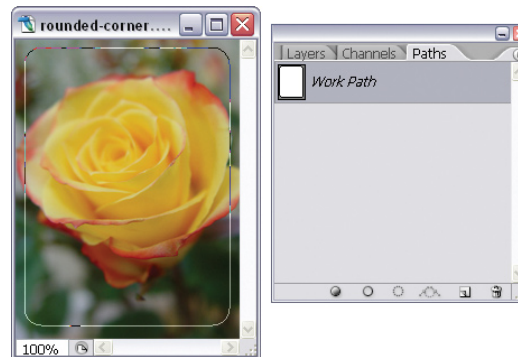 rounded-corner....
100%
Layers Channels Paths
Work Path